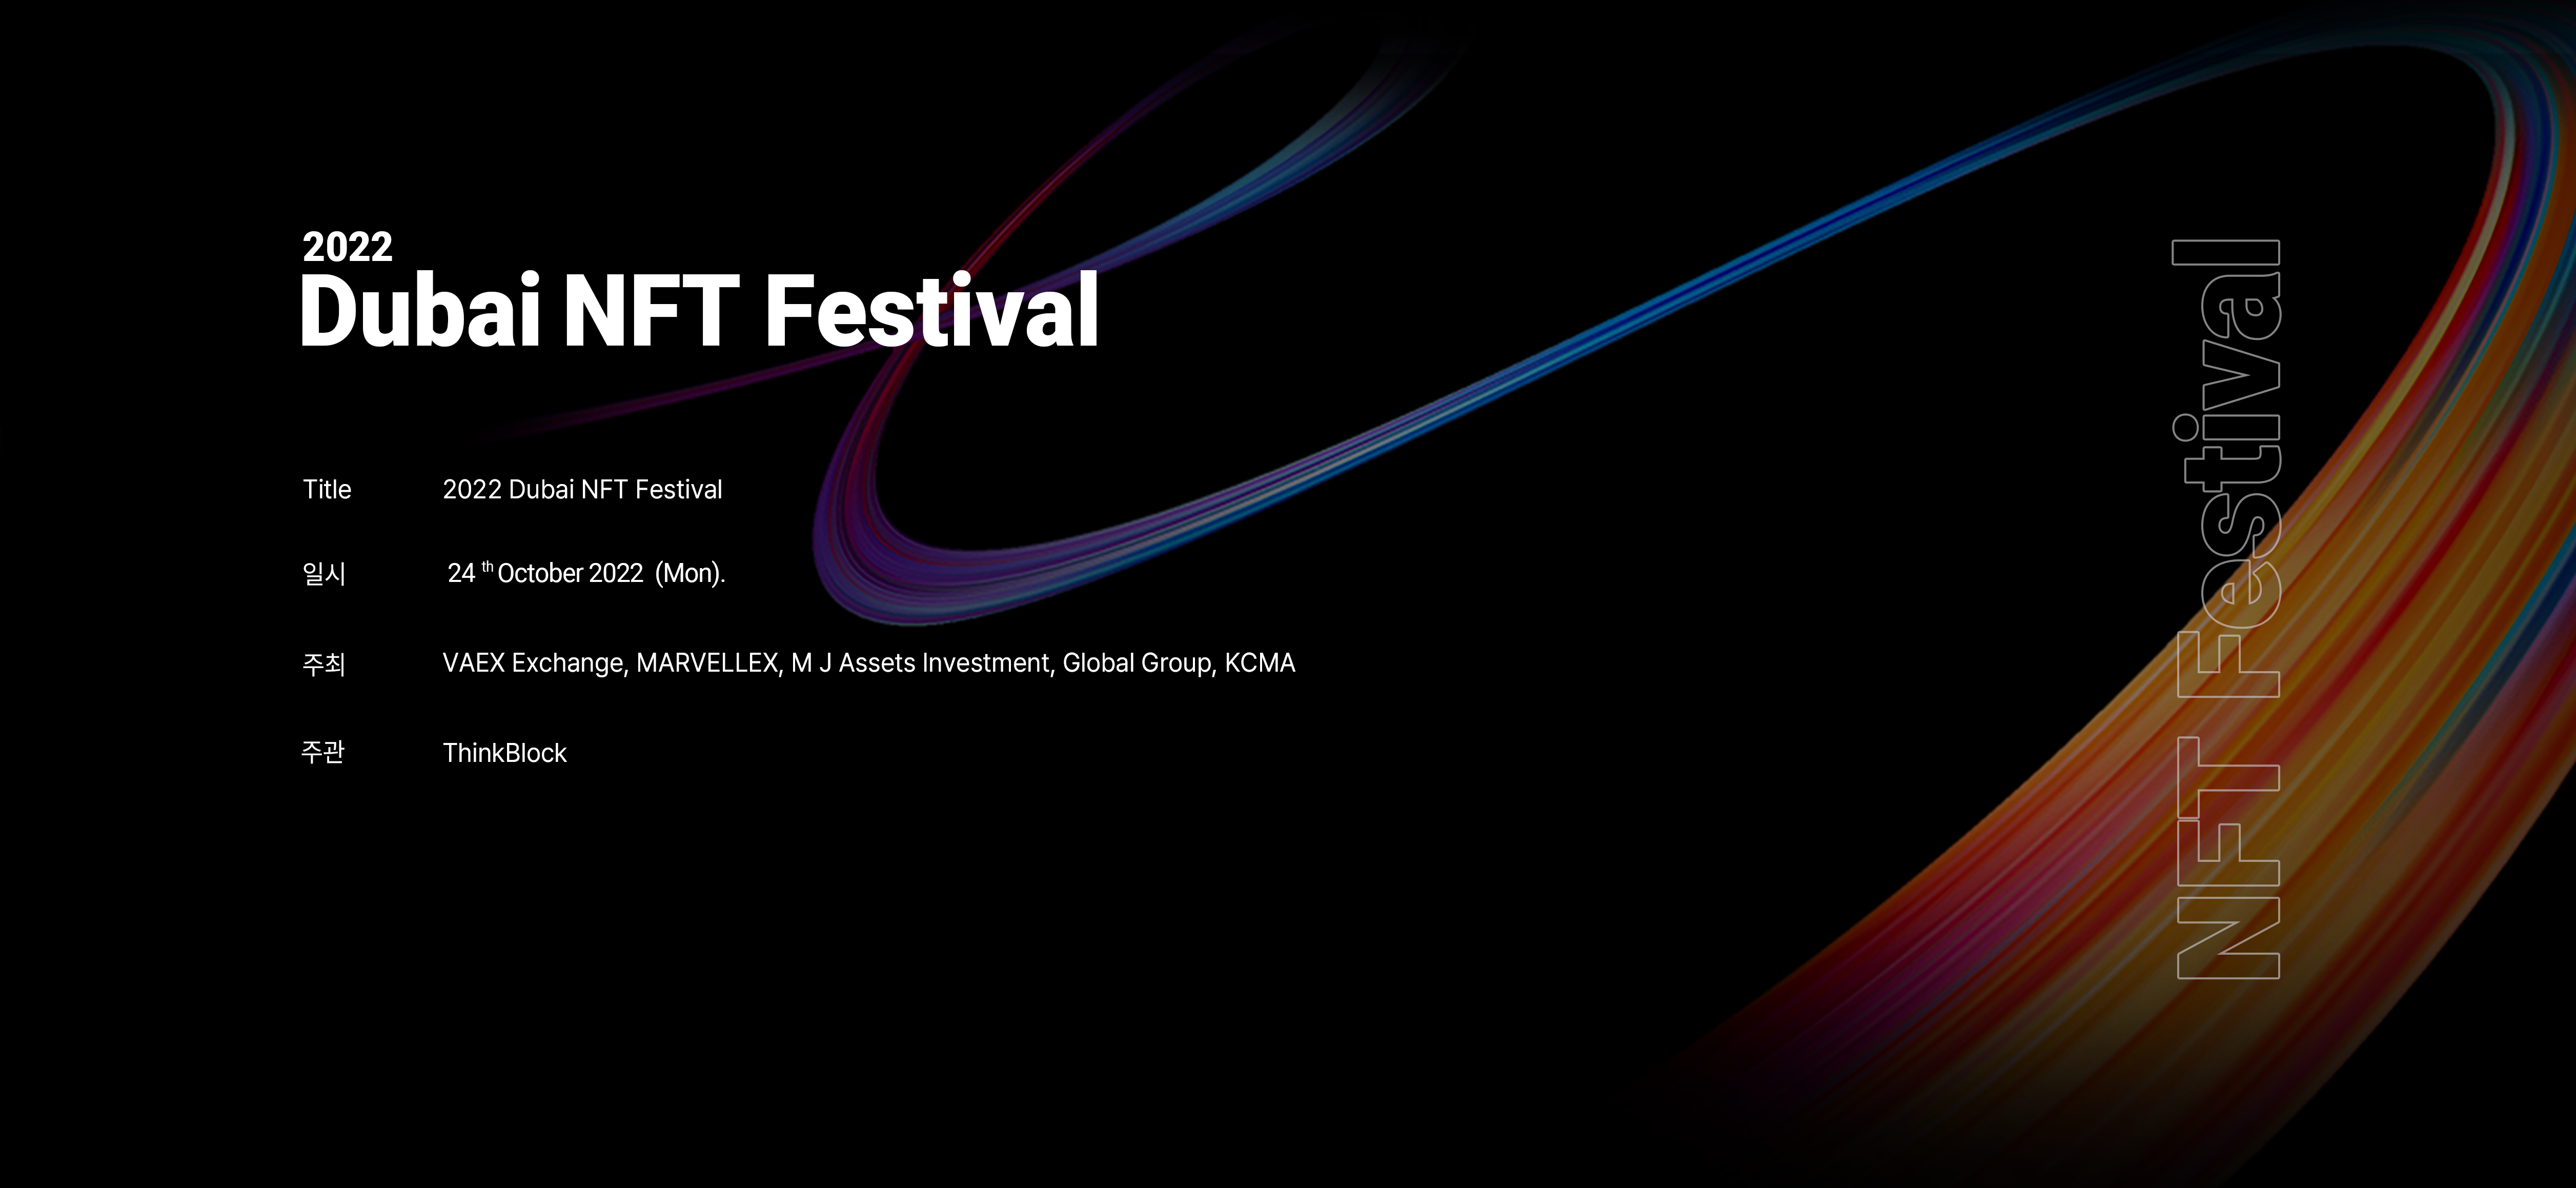 2022
Dubai NFT Festival
Title 2022 Dubai NFT Festival
일시 24 th October 2022 (Mon).
주최 VAEX Exchange, MARVELLEX, M J Assets Investment, Global Group, KCMA
주관 ThinkBlock
NFT Festival